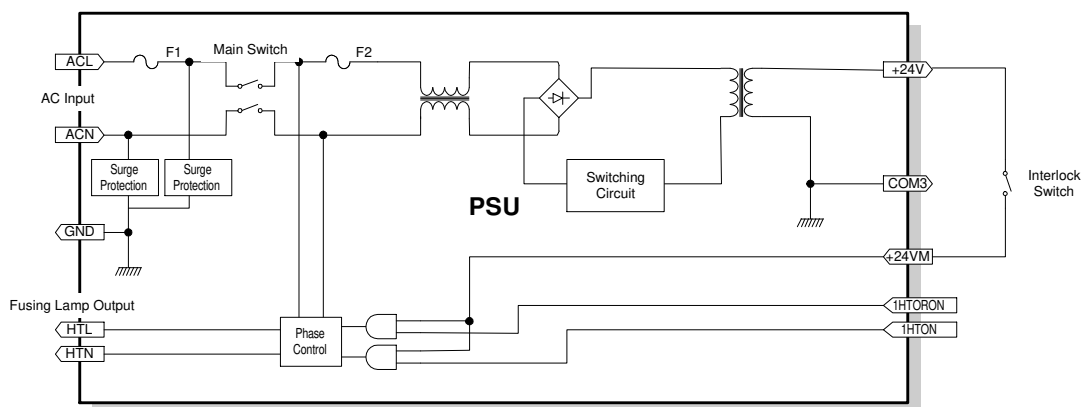 F1
Main Switch
F2
ACL
+24V
AC Input
ACN
Surge
Protection
Surge
Protection
Switching
Circuit
COM3
Interlock
Switch
PSU
GND
+24VM
Fusing Lamp Output
1HTORON
HTL
1HTON
Phase
Control
HTN